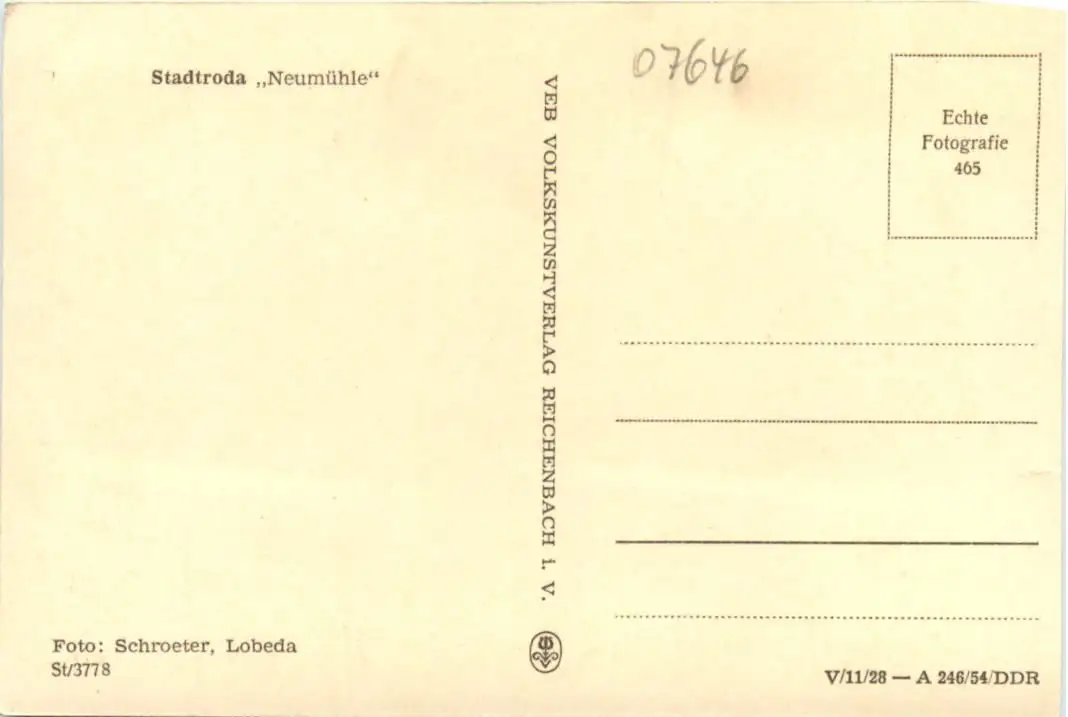 Stadtroda „Neumühle“
07646
Echte
Fotografie
465
VEB VOLKSKUNSTVERLAG REICHENBACH i. V.
Foto: Schroeter, Lobeda
St/3778
V/11/28 — A 246/54/DDR